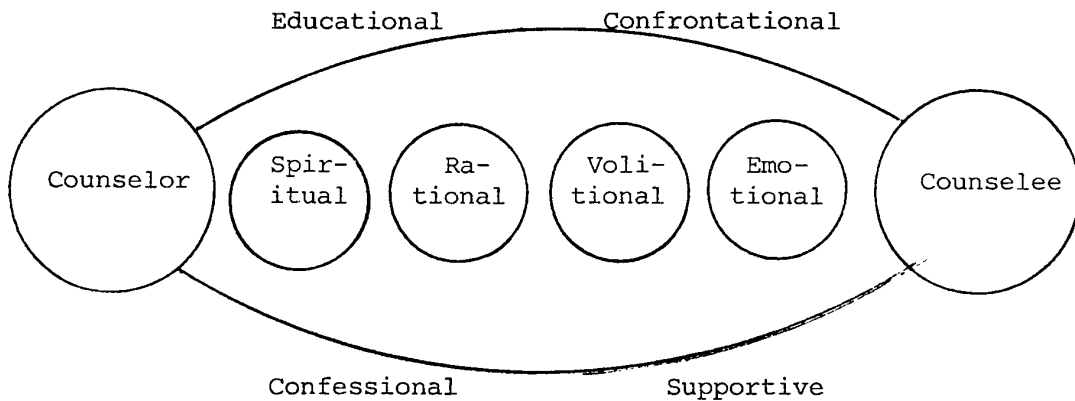 Educational Confrontational
Counselor
Spir-
itual
Ra-
tional
Voli-
tional
Emo-
tional
Counselee
Confessional Supportive